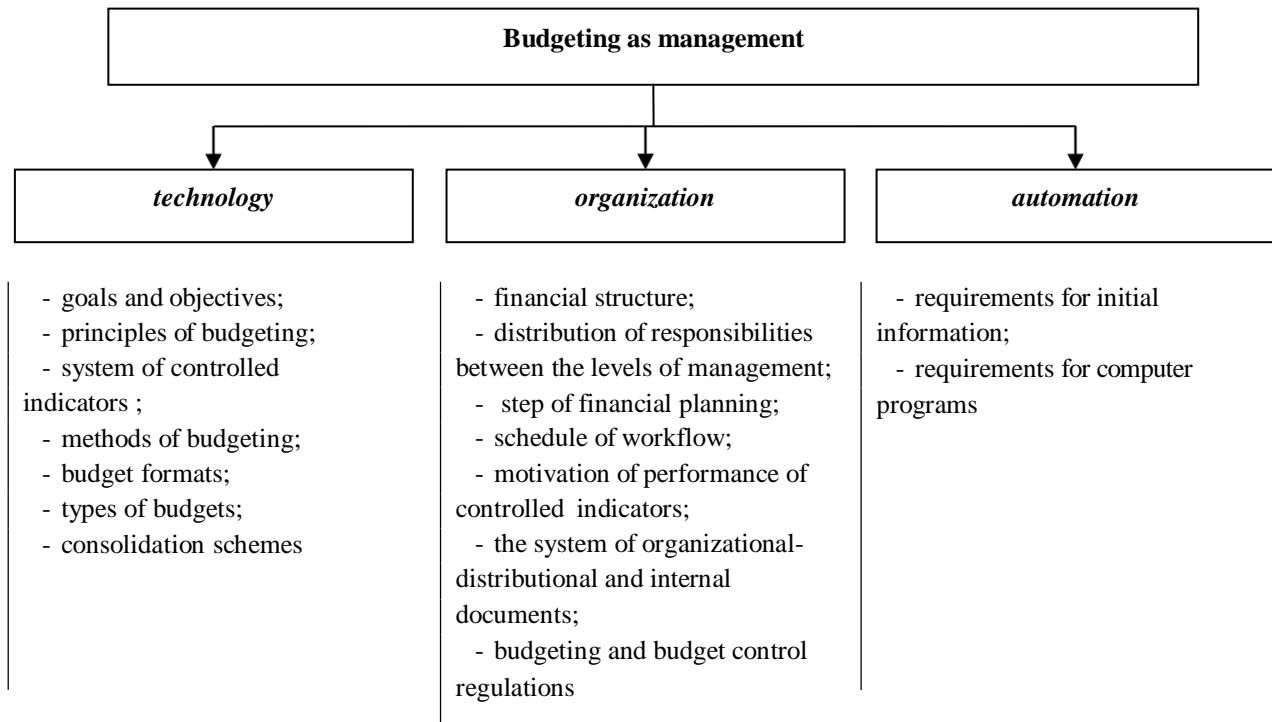 Budgeting as management
technology
organization
automation
- goals and objectives;
- principles of budgeting;
- system of controlled
indicators ;
- methods of budgeting;
- budget formats;
- types of budgets;
- consolidation schemes
- financial structure;
- distribution of responsibilities
between the levels of management;
- step of financial planning;
- schedule of workflow;
- motivation of performance of
controlled indicators;
- the system of organizational-
distributional and internal
documents;
- budgeting and budget control
regulations
- requirements for initial
information;
- requirements for computer
programs